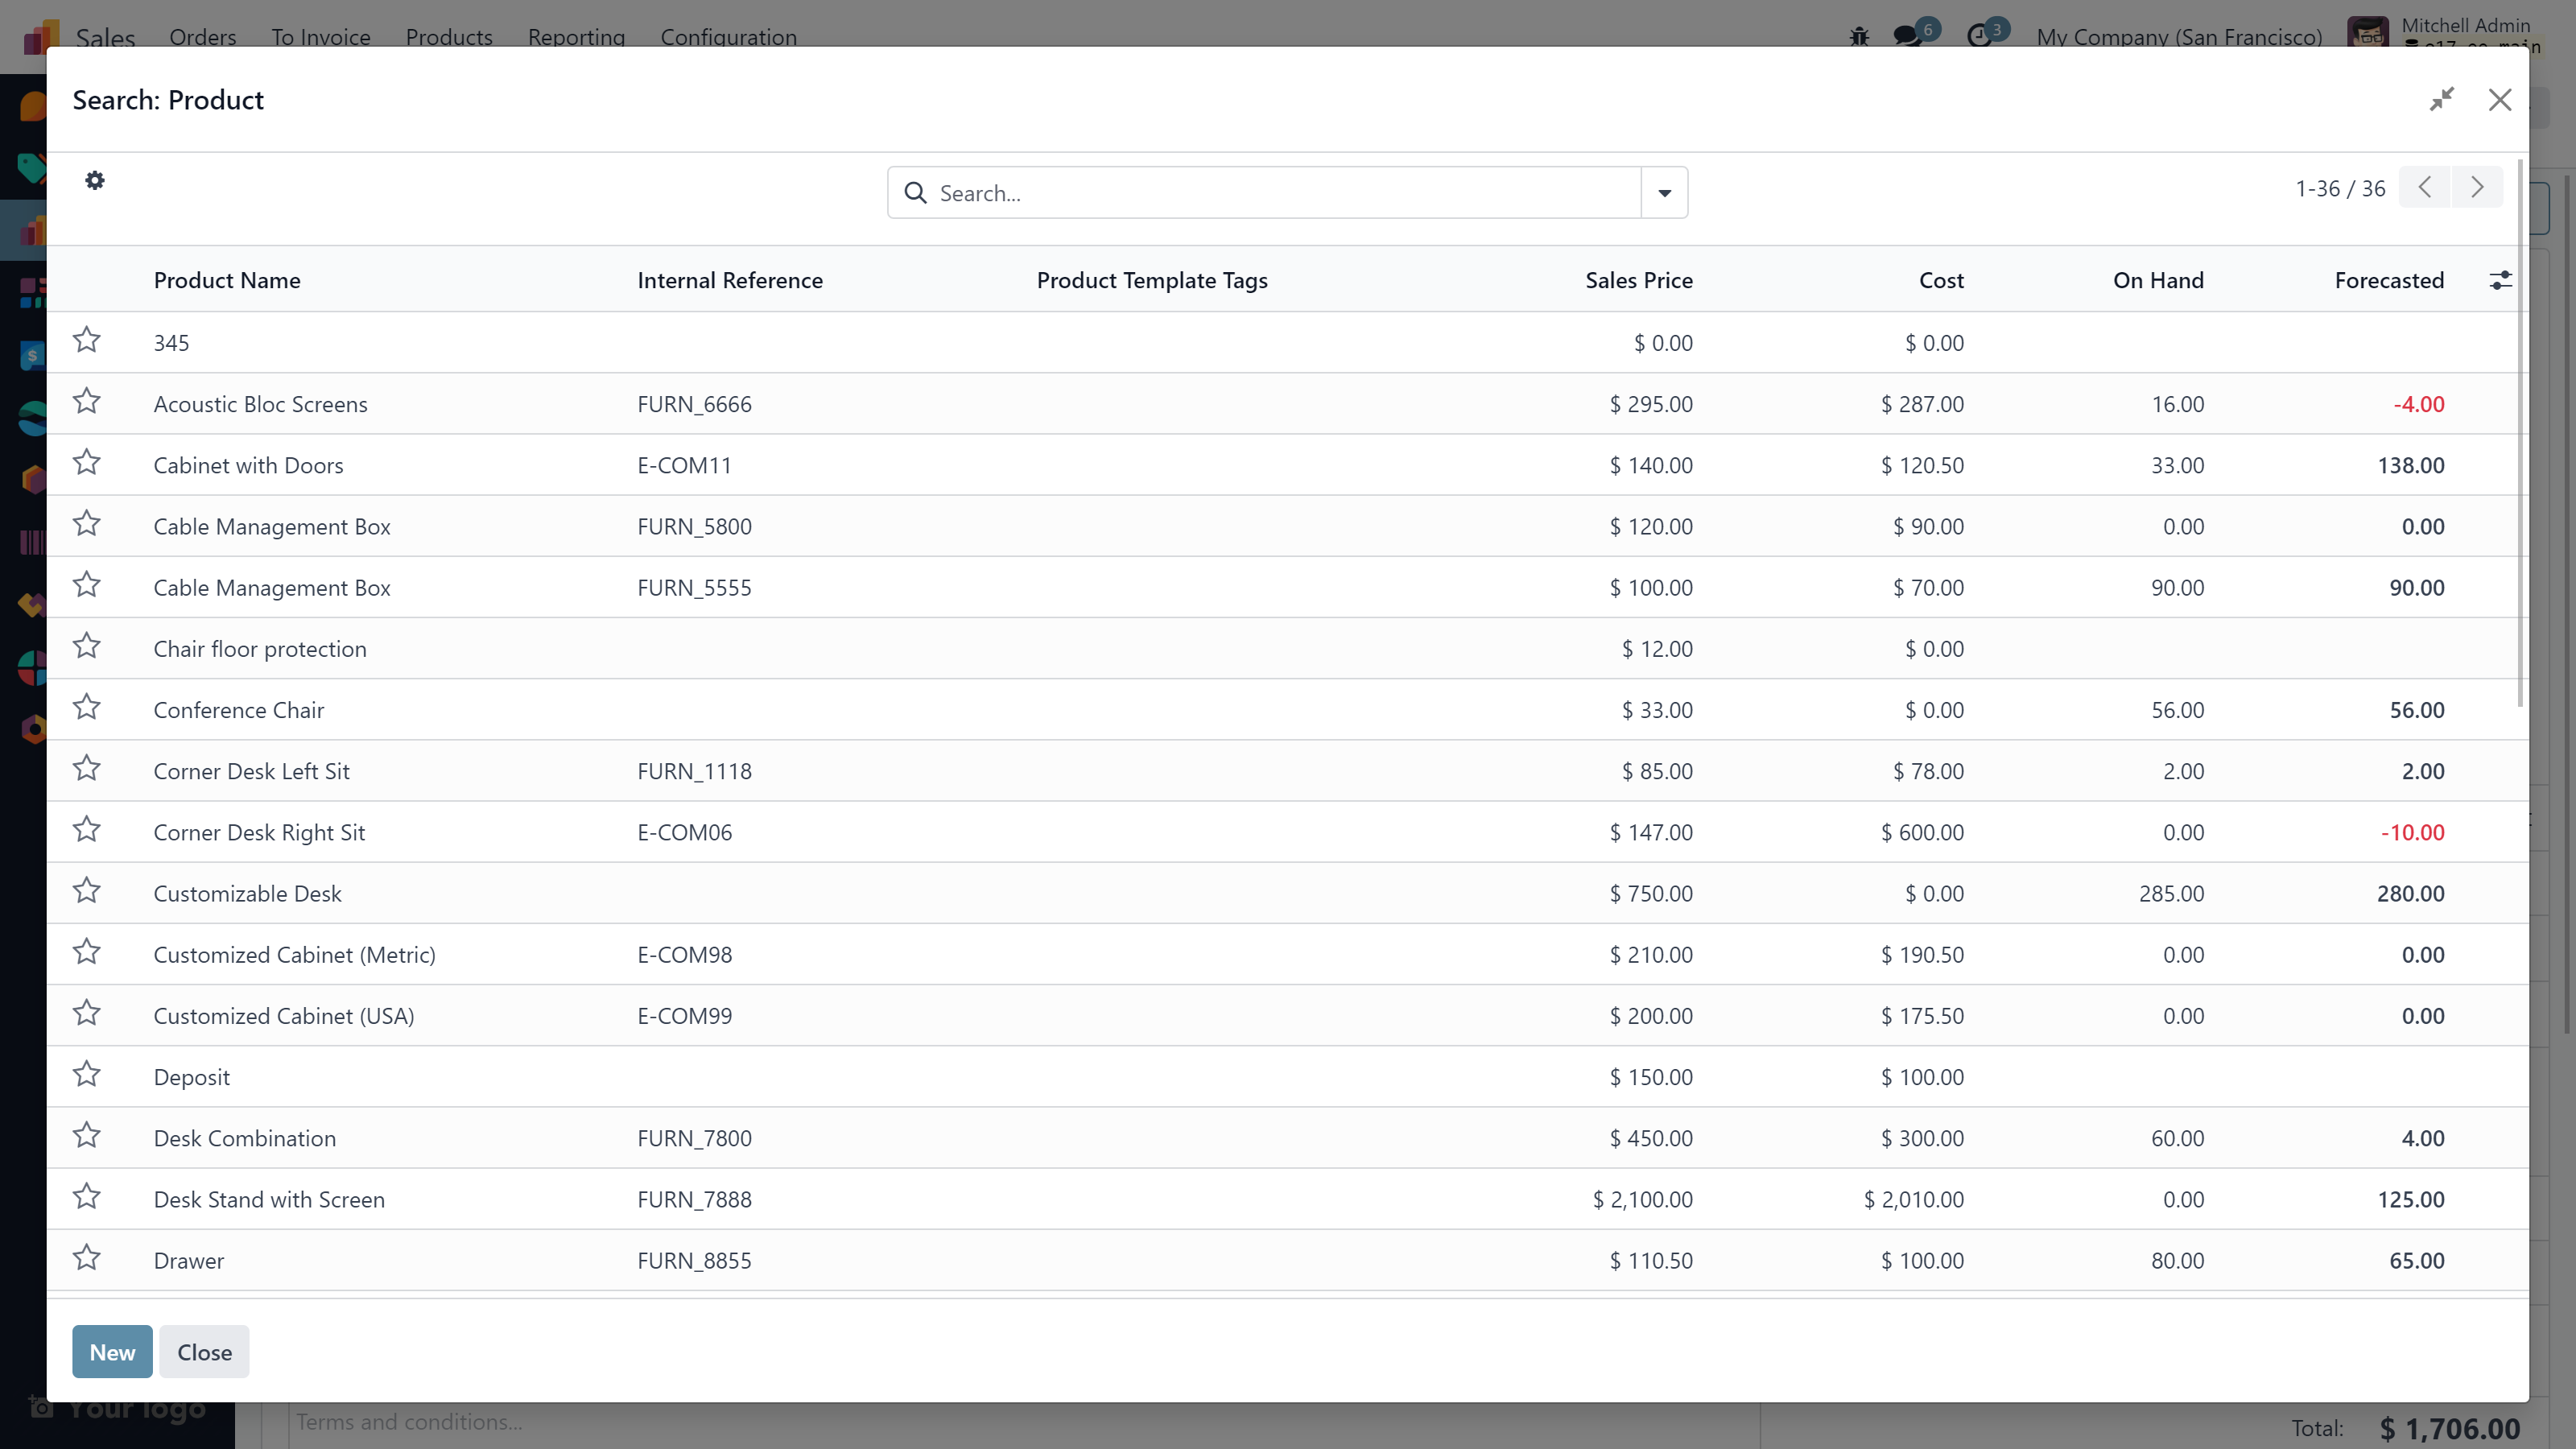 Sales Orders To Invoice Products Reporting Configuration 6 3 My Company (San Francisco) Mitchell Admin
Search: Product
Search... 1-36 / 36
Product Name Internal Reference Product Template Tags Sales Price Cost On Hand Forecasted
345 $ 0.00 $ 0.00
Acoustic Bloc Screens FURN_6666 $ 295.00 $ 287.00 16.00 -4.00
Cabinet with Doors E-COM11 $ 140.00 $ 120.50 33.00 138.00
Cable Management Box FURN_5800 $ 120.00 $ 90.00 0.00 0.00
Cable Management Box FURN_5555 $ 100.00 $ 70.00 90.00 90.00
Chair floor protection $ 12.00 $ 0.00
Conference Chair $ 33.00 $ 0.00 56.00 56.00
Corner Desk Left Sit FURN_1118 $ 85.00 $ 78.00 2.00 2.00
Corner Desk Right Sit E-COM06 $ 147.00 $ 600.00 0.00 -10.00
Customizable Desk $ 750.00 $ 0.00 285.00 280.00
Customized Cabinet (Metric) E-COM98 $ 210.00 $ 190.50 0.00 0.00
Customized Cabinet (USA) E-COM99 $ 200.00 $ 175.50 0.00 0.00
Deposit $ 150.00 $ 100.00
Desk Combination FURN_7800 $ 450.00 $ 300.00 60.00 4.00
Desk Stand with Screen FURN_7888 $ 2,100.00 $ 2,010.00 0.00 125.00
Drawer FURN_8855 $ 110.50 $ 100.00 80.00 65.00
New Close
Your logo
Terms and conditions...
Total: $ 1,706.00